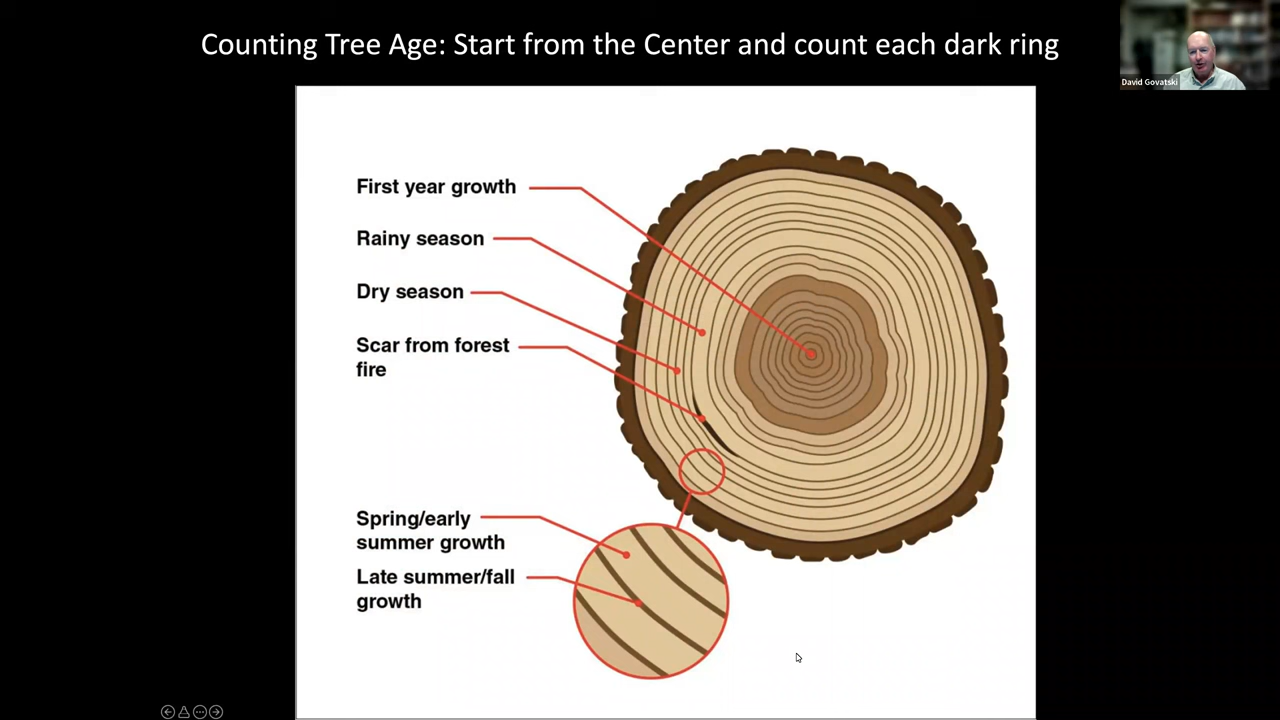 Counting Tree Age: Start from the Center and count each dark ring
David Govatski
First year growth
Rainy season
Dry season
Scar from forest
fire
Spring/early
summer growth
Late summer/fall
growth